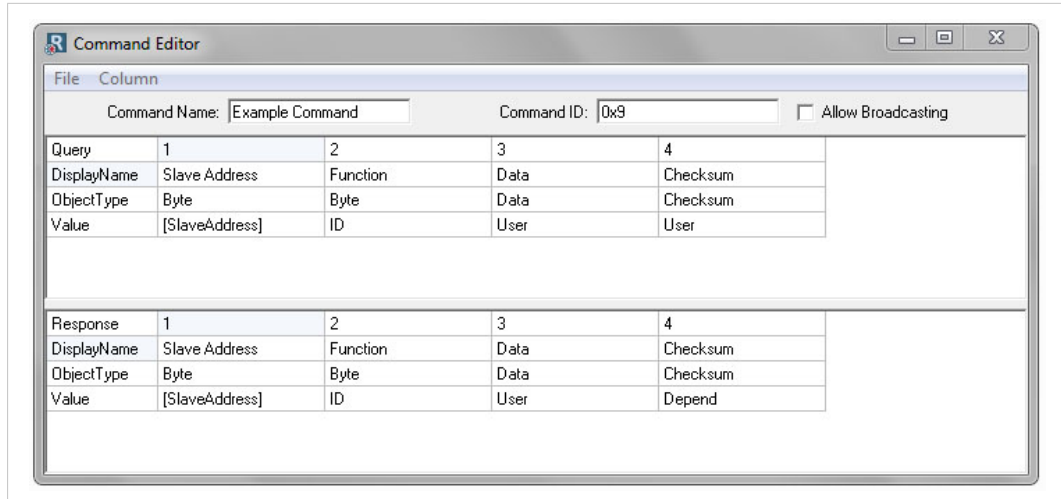 Command Editor
File Column
Command Name: Example Command Command ID: 0x9 Allow Broadcasting
Query 1 2 3 4
DisplayName Slave Address Function Data Checksum
ObjectType Byte Byte Data Checksum
Value [SlaveAddress] ID User User
Response 1 2 3 4
DisplayName Slave Address Function Data Checksum
ObjectType Byte Byte Data Checksum
Value [SlaveAddress] ID User Depend